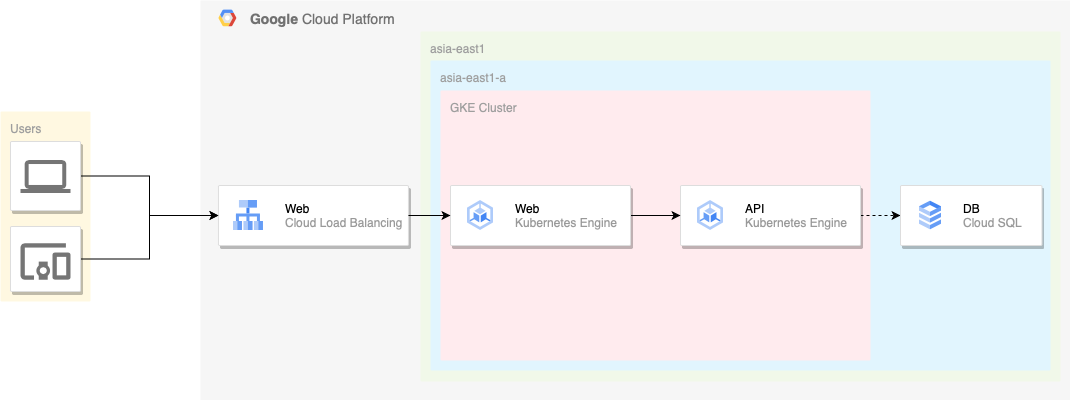 Google Cloud Platform
asia-east1
asia-east1-a
GKE Cluster
Users
Web
Cloud Load Balancing
Web
Kubernetes Engine
API
Kubernetes Engine
DB
Cloud SQL